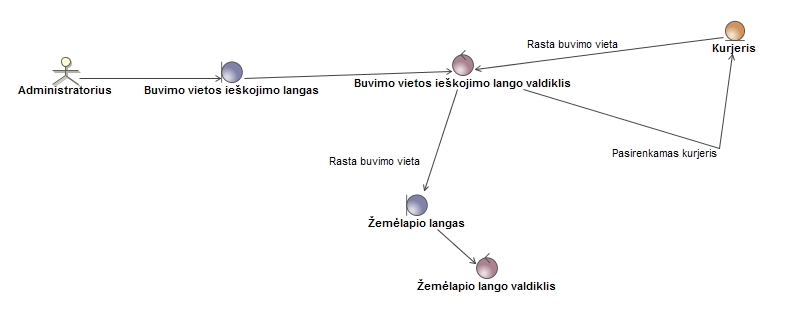 Rasta buvimo vieta
Kurjeris
Administratorius
Buvimo vietos ieškojimo langas
Buvimo vietos ieškojimo lango valdiklis
Rasta buvimo vieta
Pasirenkamas kurjeris
Žemėlapio langas
Žemėlapio lango valdiklis